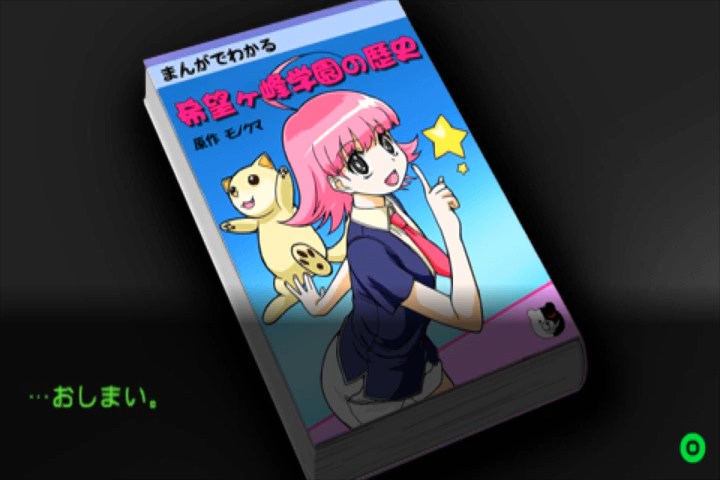 まんがでわかる
希望ヶ峰学園の歴史
原作 モノクマ
…おしまい。